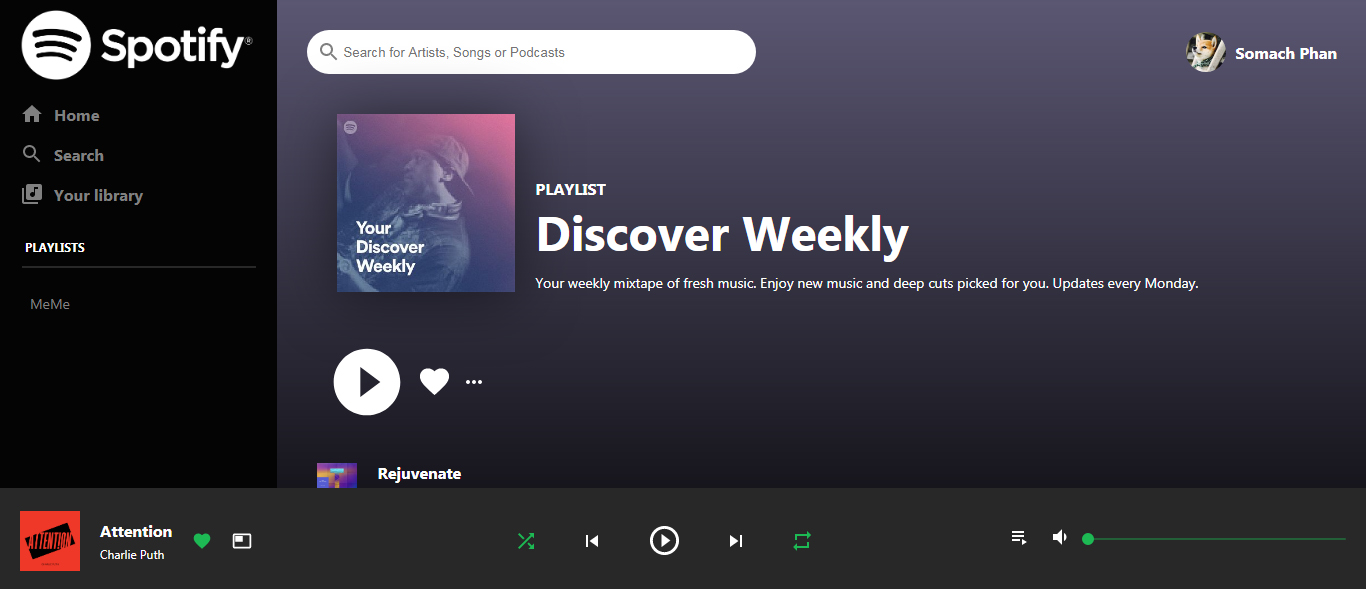 Spotify®
Home
Search
Your library
PLAYLISTS
MeMe
Search for Artists, Songs or Podcasts
Somach Phan
Your
Discover
Weekly
PLAYLIST
Discover Weekly
Your weekly mixtape of fresh music. Enjoy new music and deep cuts picked for you. Updates every Monday.
Rejuvenate
ATTENTION
Attention
Charlie Puth